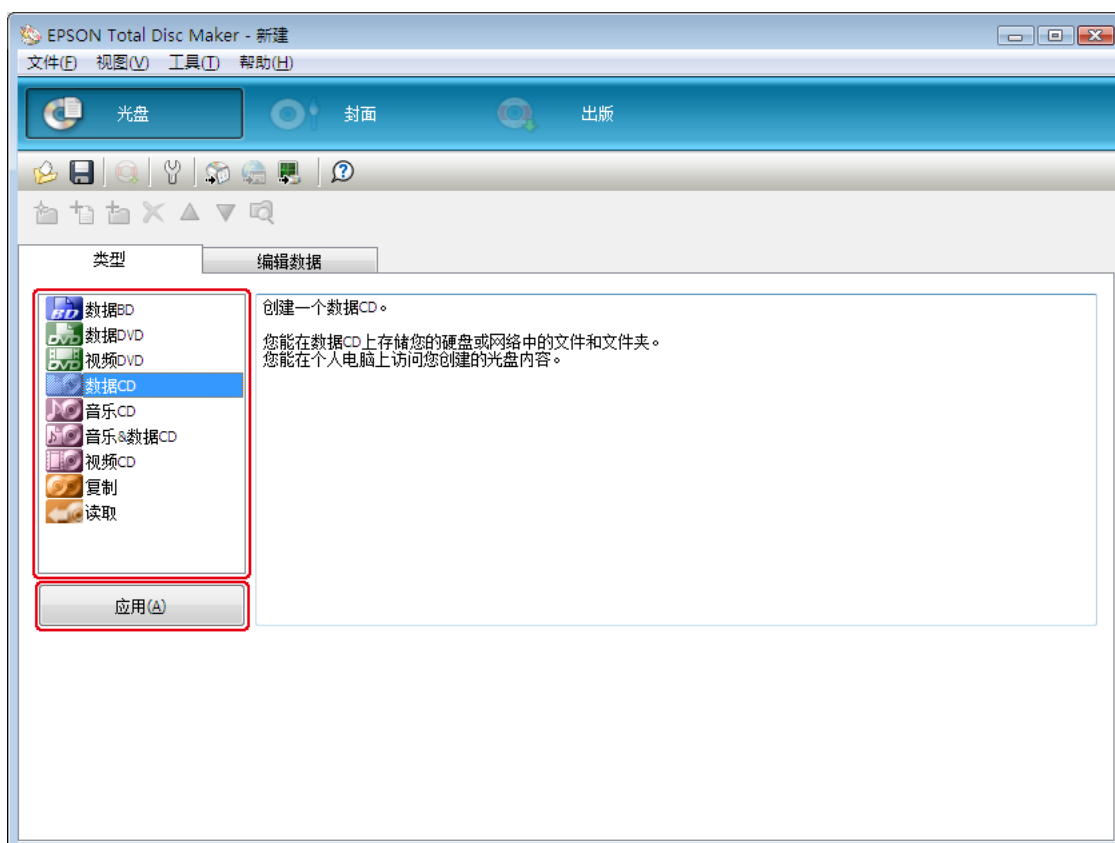 EPSON Total Disc Maker - 新建
文件(F) 视图(V) 工具(T) 帮助(H)
光盘 封面 出版
类型 编辑数据
数据BD
数据DVD
视频DVD
数据CD
音乐CD
音乐&数据CD
视频CD
复制
读取
应用(A)
创建一个数据CD。
您能在数据CD上存储您的硬盘或网络中的文件和文件夹。
您能在个人电脑上访问您创建的光盘内容。